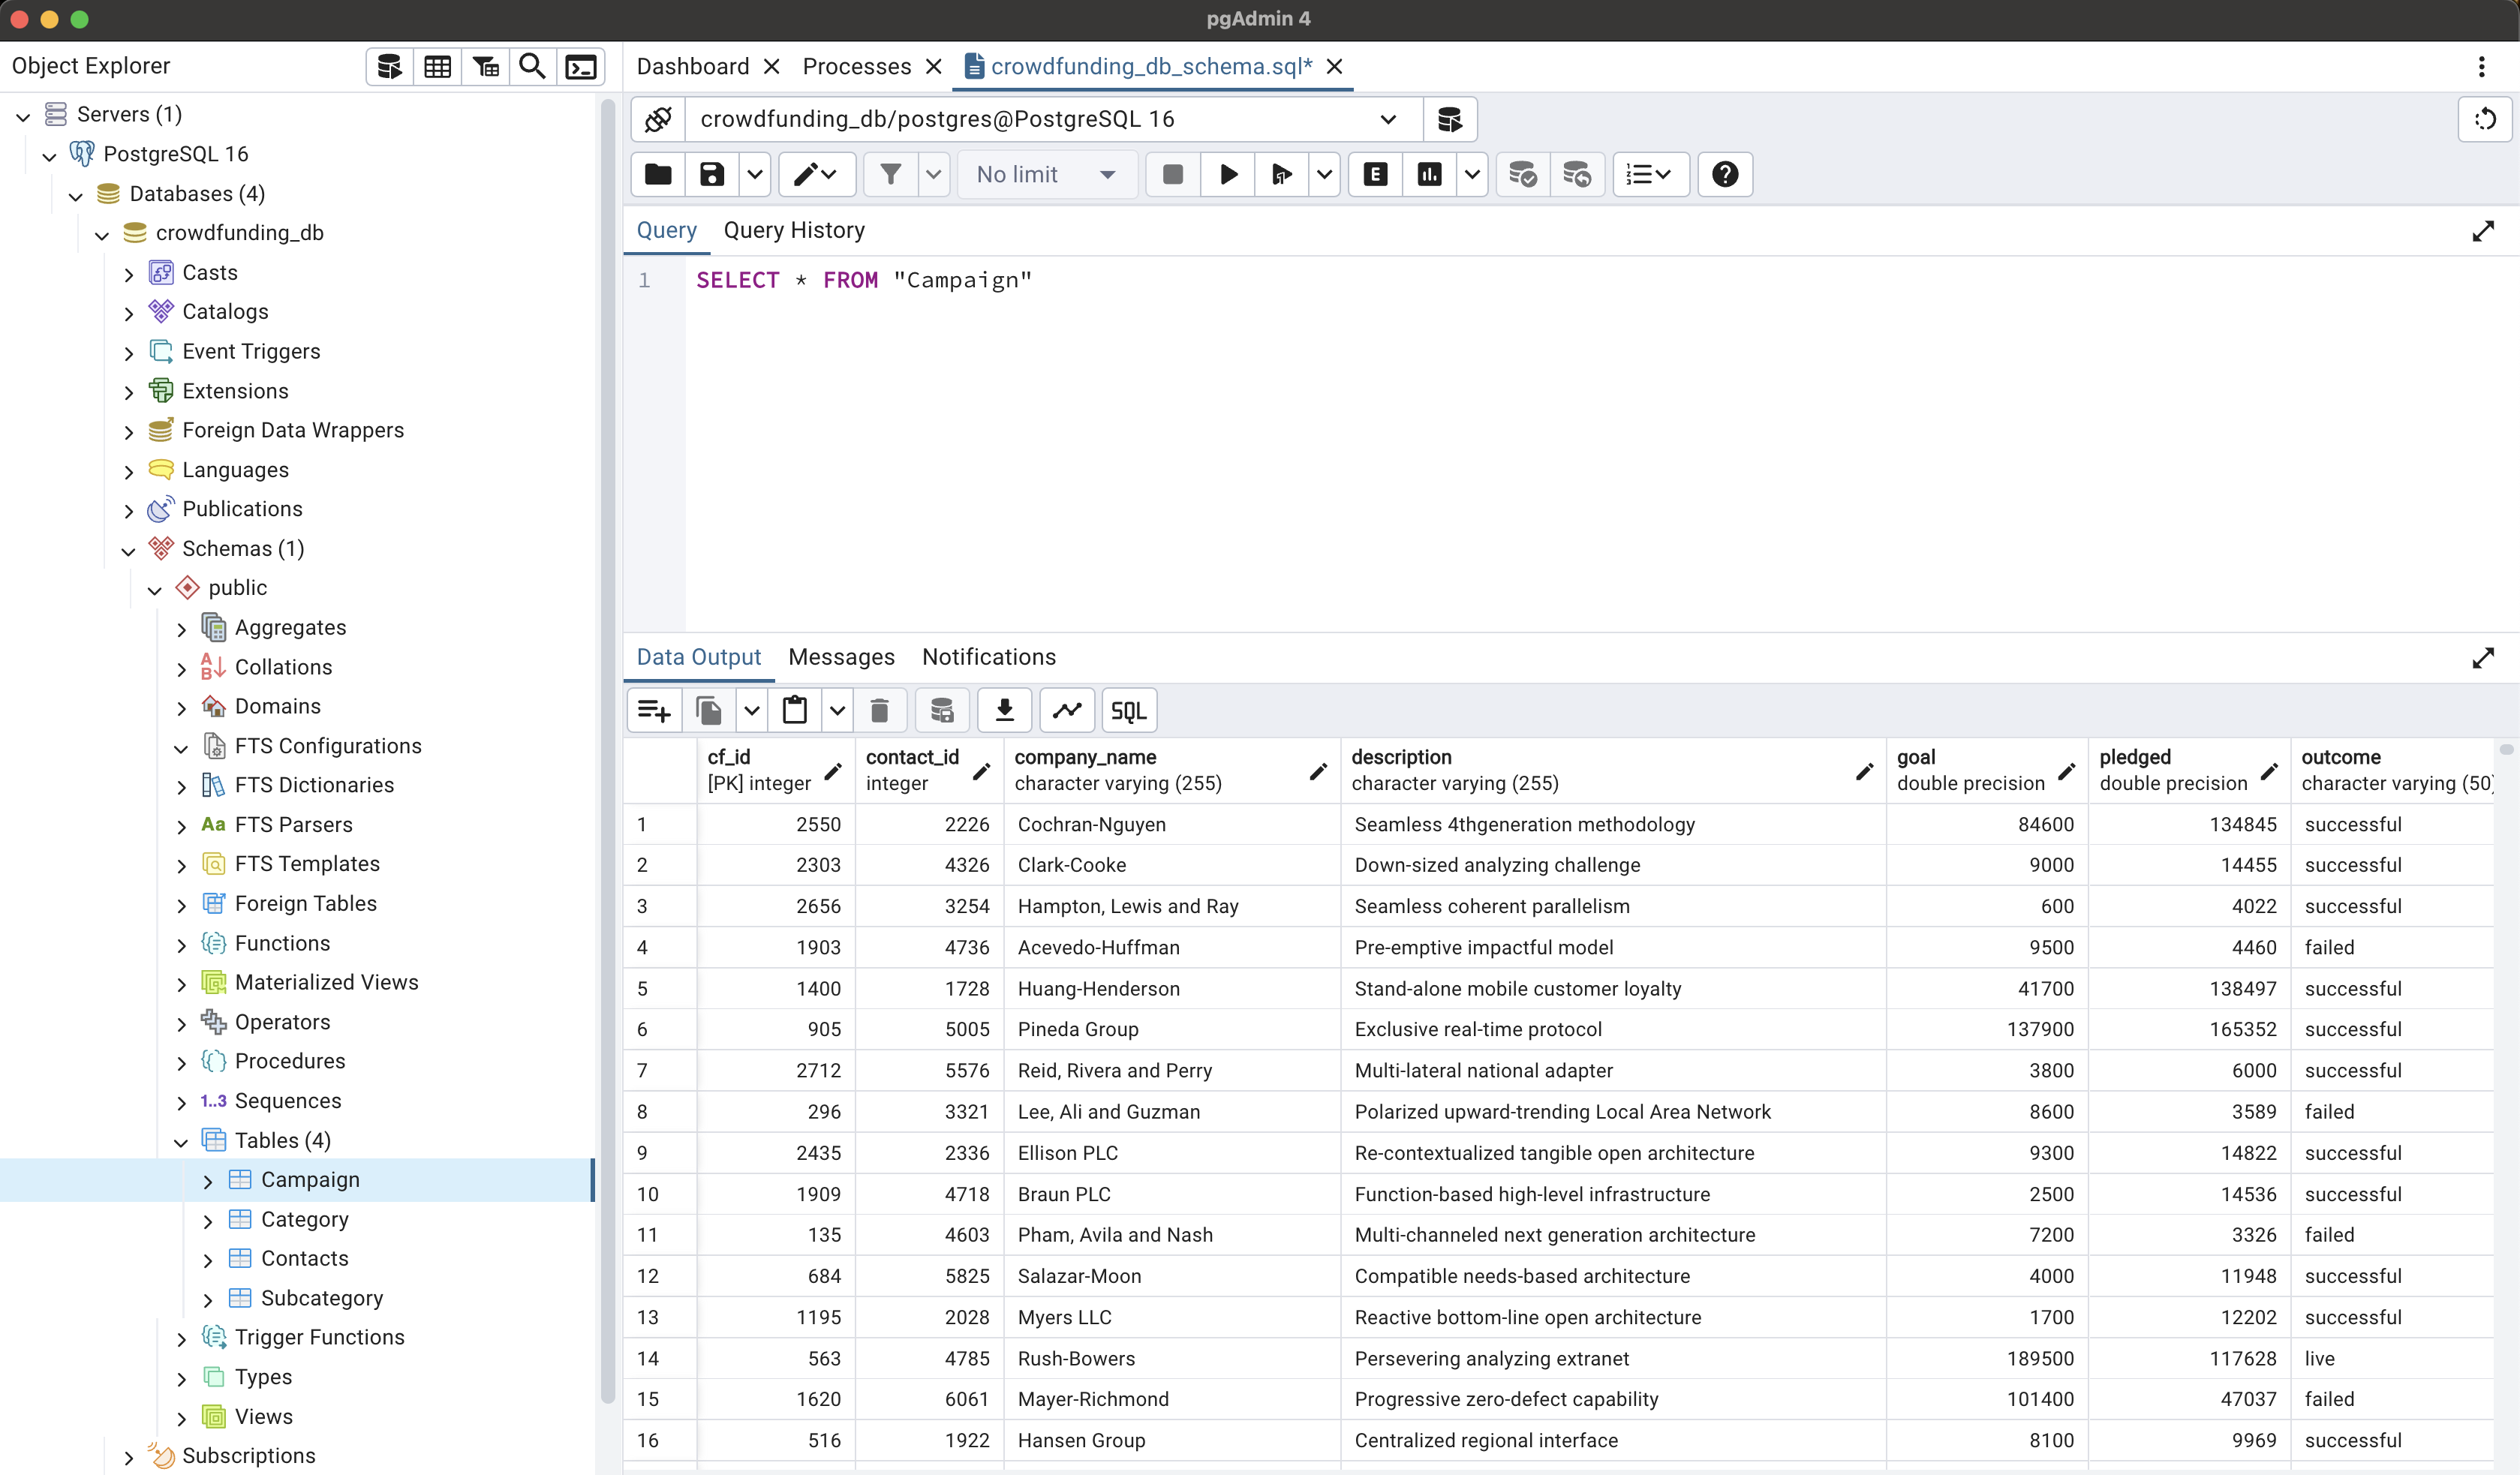 pgAdmin 4
Object Explorer
Dashboard
Processes
crowdfunding_db_schema.sql*
Servers (1)
PostgreSQL 16
Databases (4)
crowdfunding_db
Casts
Catalogs
Event Triggers
Extensions
Foreign Data Wrappers
Languages
Publications
Schemas (1)
public
Aggregates
A
B
Collations
Domains
FTS Configurations
FTS Dictionaries
Aa FTS Parsers
FTS Templates
Foreign Tables
Functions
Materialized Views
Operators
Procedures
1..3 Sequences
Tables (4)
Campaign
Category
Contacts
Subcategory
Trigger Functions
Types
Views
Subscriptions
crowdfunding_db/postgres@PostgreSQL 16
No limit
1
E
Query Query History
1 SELECT * FROM "Campaign"
Data Output Messages Notifications
SQL
cf_id contact_id company_name description goal pledged outcome
[PK] integer integer character varying (255) character varying (255) double precision double precision character varying (50)
1 2550 2226 Cochran-Nguyen Seamless 4thgeneration methodology 84600 134845 successful
2 2303 4326 Clark-Cooke Down-sized analyzing challenge 9000 14455 successful
3 2656 3254 Hampton, Lewis and Ray Seamless coherent parallelism 600 4022 successful
4 1903 4736 Acevedo-Huffman Pre-emptive impactful model 9500 4460 failed
5 1400 1728 Huang-Henderson Stand-alone mobile customer loyalty 41700 138497 successful
6 905 5005 Pineda Group Exclusive real-time protocol 137900 165352 successful
7 2712 5576 Reid, Rivera and Perry Multi-lateral national adapter 3800 6000 successful
8 296 3321 Lee, Ali and Guzman Polarized upward-trending Local Area Network 8600 3589 failed
9 2435 2336 Ellison PLC Re-contextualized tangible open architecture 9300 14822 successful
10 1909 4718 Braun PLC Function-based high-level infrastructure 2500 14536 successful
11 135 4603 Pham, Avila and Nash Multi-channeled next generation architecture 7200 3326 failed
12 684 5825 Salazar-Moon Compatible needs-based architecture 4000 11948 successful
13 1195 2028 Myers LLC Reactive bottom-line open architecture 1700 12202 successful
14 563 4785 Rush-Bowers Persevering analyzing extranet 189500 117628 live
15 1620 6061 Mayer-Richmond Progressive zero-defect capability 101400 47037 failed
16 516 1922 Hansen Group Centralized regional interface 8100 9969 successful